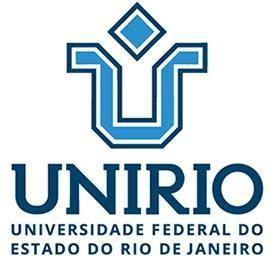 UNIRIO
UNIVERSIDADE FEDERAL DO
ESTADO DO RIO DE JANEIRO